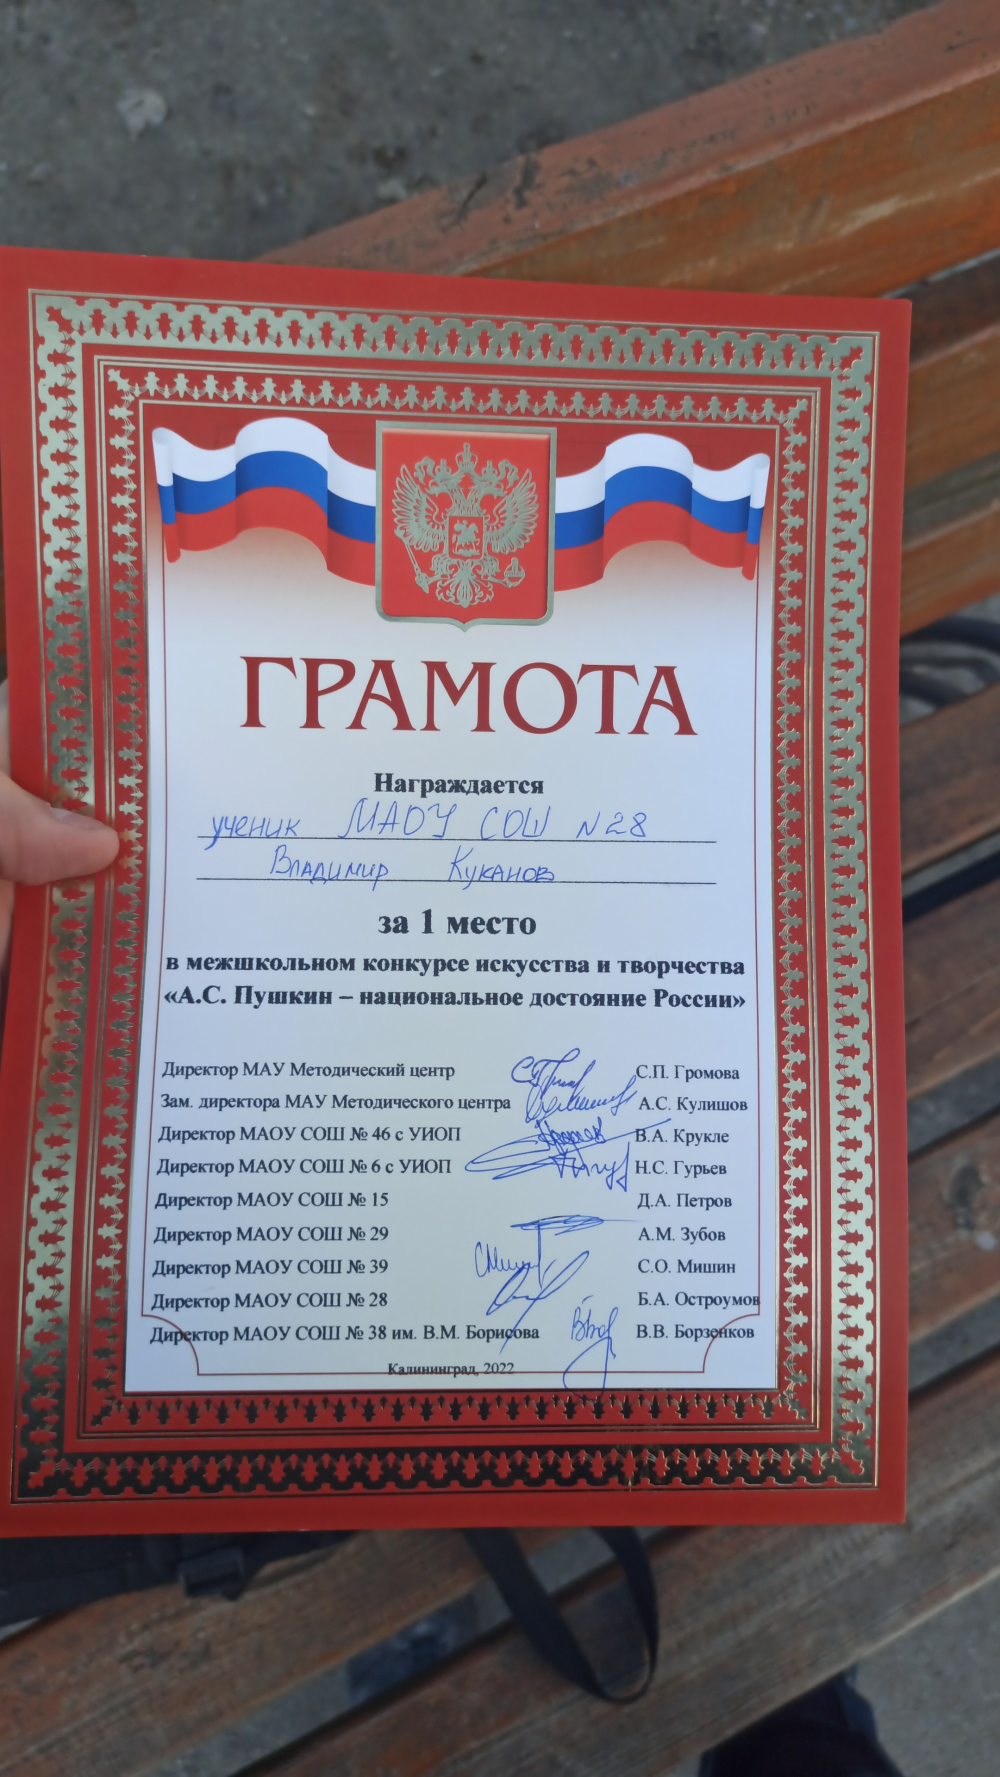 ГРАМОТА
Награждается
ученик МАОУ СОШ N28
Владимир Куканов
за 1 место
в межшкольном конкурсе искусства и творчества
«А.С. Пушкин – национальное достояние России»
Директор МАУ Методический центр С.П. Громова
Зам. директора МАУ Методического центра А.С. Кулишов
Директор МАОУ СОШ № 46 с УИОП В.А. Крукле
Директор МАОУ СОШ № 6 с УИОП Н.С. Гурьев
Директор МАОУ СОШ № 15 Д.А. Петров
Директор МАОУ СОШ № 29 А.М. Зубов
Директор МАОУ СОШ № 39 С.О. Мишин
Директор МАОУ СОШ № 28 Б.А. Остроумов
Директор МАОУ СОШ № 38 им. В.М. Борисова В.В. Борзенков
Калининград, 2022